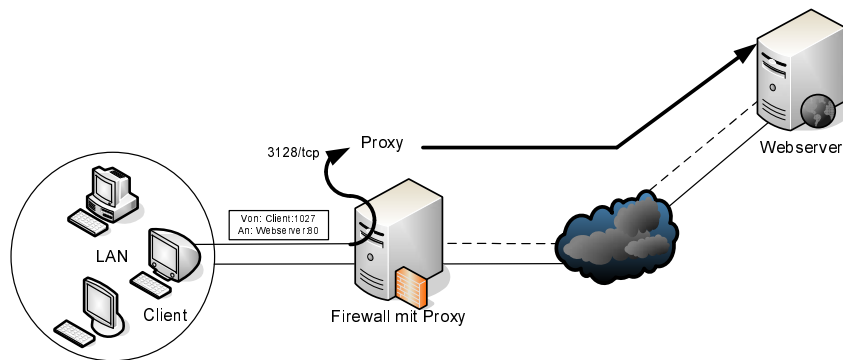 Webserver
Proxy
3128/tcp
Von: Client:1027
An: Webserver:80
LAN
Client
Firewall mit Proxy